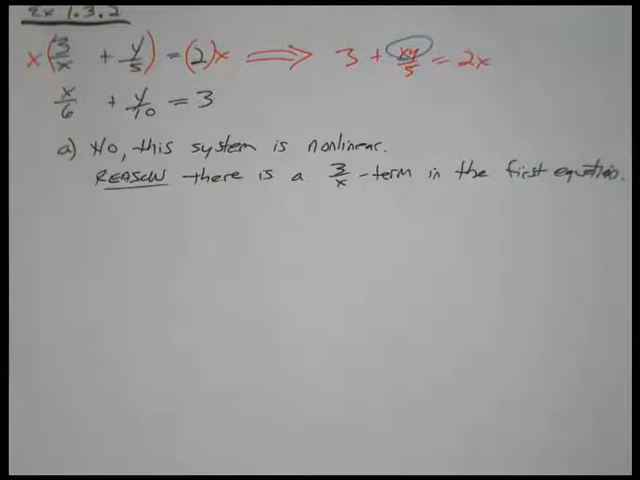 Ex 1.3.2
x(3/x + y/5) = (2)x ⟹ 3 + xy/5 = 2x
x/6 + y/10 = 3
a) No, this system is nonlinear.
REASON there is a 3/x-term in the first equation.